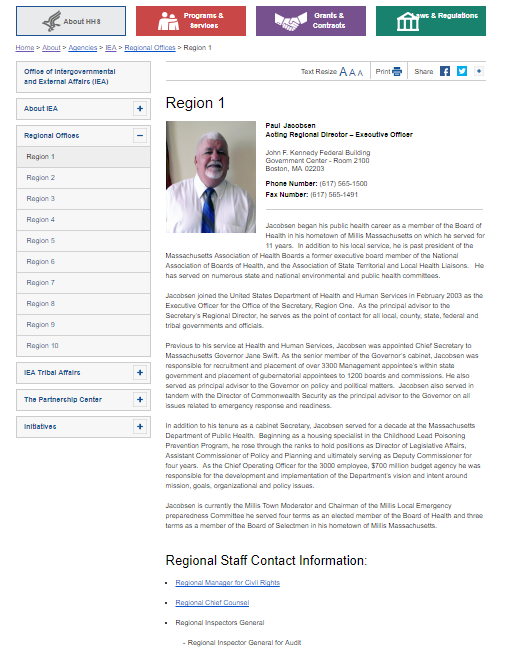 About HHS
Programs &
Services
Grants &
Contracts
aws & Regulations
Home > About > Agencies > IEA > Regional Offices > Region 1
Office of Intergovernmental
and External Affairs (IEA)
About IEA +
Regional Offices –
Region 1
Region 2
Region 3
Region 4
Region 5
Region 6
Region 7
Region 8
Region 9
Region 10
IEA Tribal Affairs +
The Partnership Center +
Initiatives +
Text Resize A A A Print Share +
Region 1
Paul Jacobsen
Acting Regional Director – Executive Officer
John F. Kennedy Federal Building
Government Center - Room 2100
Boston, MA 02203
Phone Number: (617) 565-1500
Fax Number: (617) 565-1491
Jacobsen began his public health career as a member of the Board of
Health in his hometown of Millis Massachusetts on which he served for
11 years. In addition to his local service, he is past president of the
Massachusetts Association of Health Boards a former executive board member of the National
Association of Boards of Health, and the Association of State Territorial and Local Health Liaisons. He
has served on numerous state and national environmental and public health committees.
Jacobsen joined the United States Department of Health and Human Services in February 2003 as the
Executive Officer for the Office of the Secretary, Region One. As the principal advisor to the
Secretary's Regional Director, he serves as the point of contact for all local, county, state, federal and
tribal governments and officials.
Previous to his service at Health and Human Services, Jacobsen was appointed Chief Secretary to
Massachusetts Governor Jane Swift. As the senior member of the Governor's cabinet, Jacobsen was
responsible for recruitment and placement of over 3300 Management appointee's within state
government and placement of gubernatorial appointees to 1200 boards and commissions. He also
served as principal advisor to the Governor on policy and political matters. Jacobsen also served in
tandem with the Director of Commonwealth Security as the principal advisor to the Governor on all
issues related to emergency response and readiness.
In addition to his tenure as a cabinet Secretary, Jacobsen served for a decade at the Massachusetts
Department of Public Health. Beginning as a housing specialist in the Childhood Lead Poisoning
Prevention Program, he rose through the ranks to hold positions as Director of Legislative Affairs,
Assistant Commissioner of Policy and Planning and ultimately serving as Deputy Commissioner for
four years. As the Chief Operating Officer for the 3000 employee, $700 million budget agency he was
responsible for the development and implementation of the Department's vision and intent around
mission, goals, organizational and policy issues.
Jacobsen is currently the Millis Town Moderator and Chairman of the Millis Local Emergency
preparedness Committee he served four terms as an elected member of the Board of Health and three
terms as a member of the Board of Selectmen in his hometown of Millis Massachusetts.
Regional Staff Contact Information:
• Regional Manager for Civil Rights
• Regional Chief Counsel
• Regional Inspectors General
- Regional Inspector General for Audit